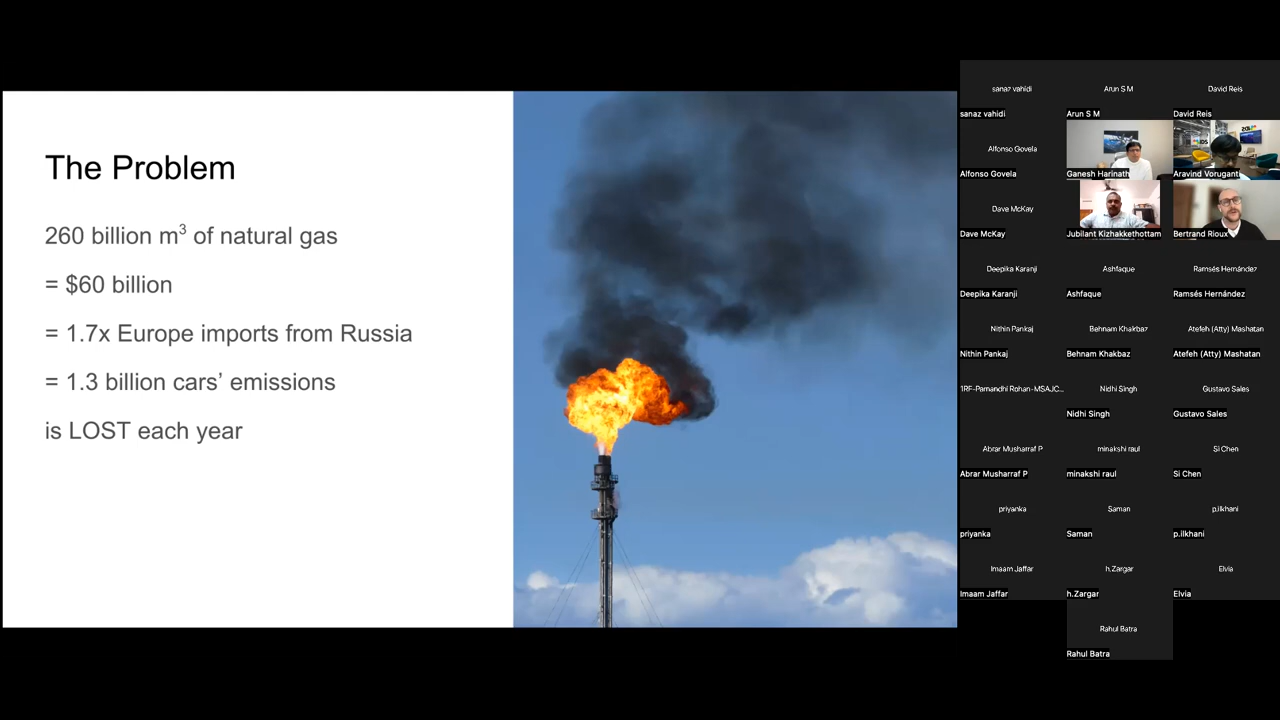 The Problem
260 billion m³ of natural gas
= $60 billion
= 1.7x Europe imports from Russia
= 1.3 billion cars’ emissions
is LOST each year
sanaz vahidi
Arun S M
David Reis
sanaz vahidi
Arun S M
David Reis
Alfonso Govela
Alfonso Govela
Ganesh Harinath
Aravind Voruganti
Dave McKay
Dave McKay
Jubilant Kizhakkethottam
Bertrand Rioux
Deepika Karanji
Ashfaque
Ramsés Hernández
Deepika Karanji
Ashfaque
Ramsés Hernández
Nithin Pankaj
Behnam Khakbaz
Atefeh (Atty) Mashatan
Nithin Pankaj
Behnam Khakbaz
Atefeh (Atty) Mashatan
1RF-Pamandhi Rohan-MSAJC...
Nidhi Singh
Gustavo Sales
Nidhi Singh
Gustavo Sales
Abrar Musharraf P
minakshi raul
Si Chen
Abrar Musharraf P
minakshi raul
Si Chen
priyanka
Saman
p.ilkhani
priyanka
Saman
p.ilkhani
Imaam Jaffar
h.Zargar
Elvia
Imaam Jaffar
h.Zargar
Elvia
Rahul Batra
Rahul Batra